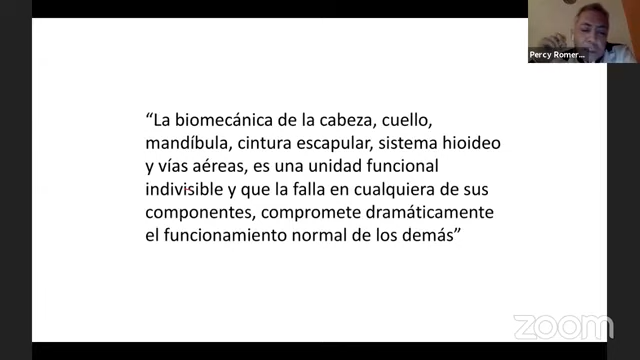 Percy Romer...
“La biomecánica de la cabeza, cuello,
mandíbula, cintura escapular, sistema hioideo
y vías aéreas, es una unidad funcional
indivisible y que la falla en cualquiera de sus
componentes, compromete dramáticamente
el funcionamiento normal de los demás”
zoom